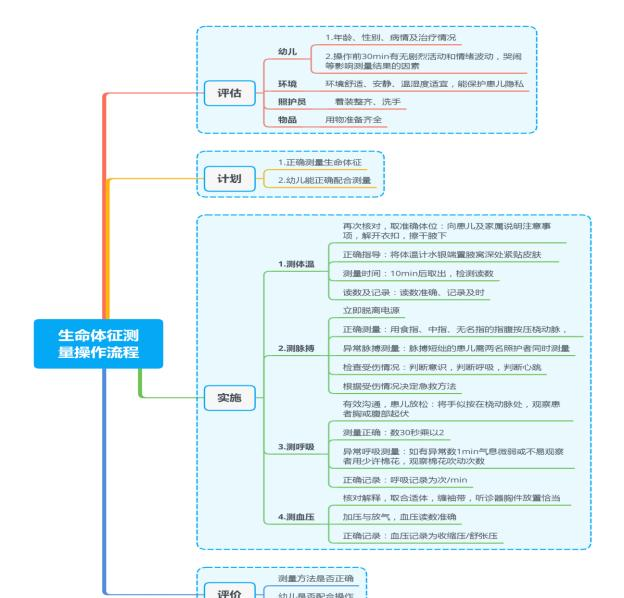 生命体征测
量操作流程
评估
幼儿
1.年龄、性别、病情及治疗情况
2.操作前30min有无剧烈活动和情绪波动，哭闹
等影响测量结果的因素
环境
环境舒适、安静、温湿度适宜，能保护患儿隐私
照护员
着装整齐、洗手
物品
用物准备齐全
计划
1.正确测量生命体征
2.幼儿能正确配合测量
实施
1.测体温
再次核对，取准确体位：向患儿及家属说明注意事
项，解开衣扣，擦干腋下
正确指导：将体温计水银端置腋窝深处紧贴皮肤
测量时间：10min后取出，检测读数
读数及记录：读数准确、记录及时
2.测脉搏
立即脱离电源
正确测量：用食指、中指、无名指的指腹按压桡动脉，
异常脉搏测量：脉搏短绌的患儿需两名照护者同时测量
检查受伤情况：判断意识，判断呼吸，判断心跳
根据受伤情况决定急救方法
3.测呼吸
有效沟通，患儿放松：将手似按在桡动脉处，观察患
者胸或腹部起伏
测量正确：数30秒乘以2
异常呼吸测量：如有异常数1min气息微弱或不易观察
者用少许棉花，观察棉花吹动次数
正确记录：呼吸记录为次/min
4.测血压
核对解释，取合适体，缠袖带，听诊器胸件放置恰当
加压与放气，血压读数准确
正确记录：血压记录为收缩压/舒张压
评价
测量方法是否正确
幼儿是否配合操作